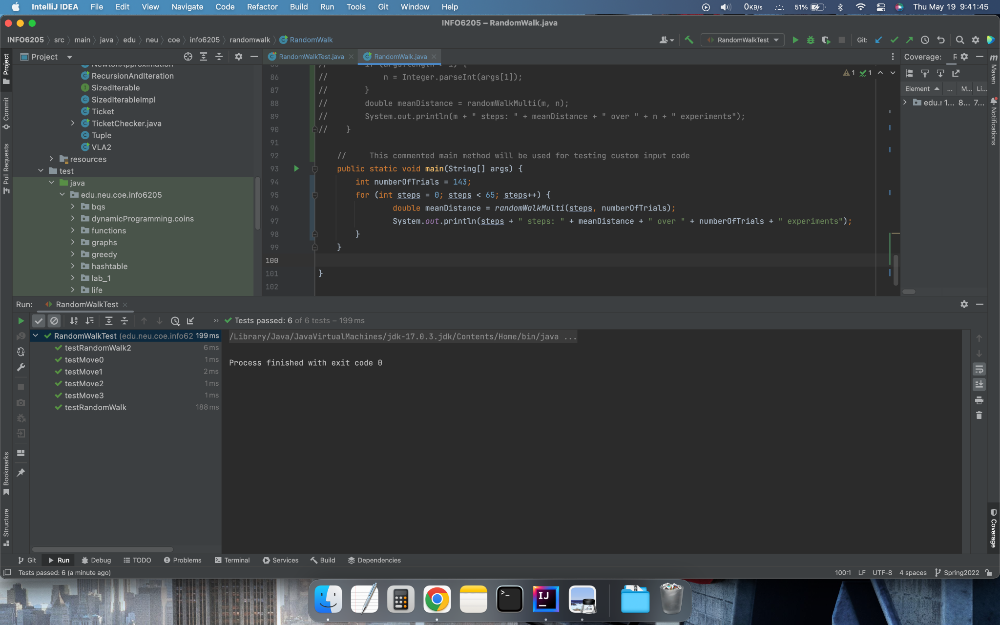 IntelliJ IDEA File Edit View Navigate Code Refactor Build Run Tools Git Window Help 0KB/s 51% Thu May 19 9:41:45
INFO6205 – RandomWalk.java
INFO6205 src main java edu neu coe info6205 randomwalk RandomWalk RandomWalkTest Git:
Project
Commit
Pull Requests
Bookmarks
Structure
Project
NewtonApproximation
RecursionAndIteration
SizedIterable
SizedIterableImpl
Ticket
TicketChecker.java
Tuple
VLA2
resources
test
java
edu.neu.coe.info6205
bqs
dynamicProgramming.coins
functions
graphs
greedy
hashtable
lab_1
life
RandomWalkTest.java RandomWalk.java
85 // if (args.length > 1) {
86 // n = Integer.parseInt(args[1]);
87 // }
88 // double meanDistance = randomWalkMulti(m, n);
89 // System.out.println(m + " steps: " + meanDistance + " over " + n + " experiments");
90 // }
91
92 // This commented main method will be used for testing custom input code
93 public static void main(String[] args) {
94 int numberOfTrials = 143;
95 for (int steps = 0; steps < 65; steps++) {
96 double meanDistance = randomWalkMulti(steps, numberOfTrials);
97 System.out.println(steps + " steps: " + meanDistance + " over " + numberOfTrials + " experiments");
98 }
99 }
100
101 }
102
1 1
Coverage: R
Element ... M... Li...
edu.r 1... 8... 7...
m
Maven
Notifications
Coverage
Run: RandomWalkTest
Tests passed: 6 of 6 tests – 199 ms
RandomWalkTest (edu.neu.coe.info62 199 ms
testRandomWalk2 6 ms
testMove0 1 ms
testMove1 2 ms
testMove2 1 ms
testMove3 1 ms
testRandomWalk 188 ms
/Library/Java/JavaVirtualMachines/jdk-17.0.3.jdk/Contents/Home/bin/java ...
Process finished with exit code 0
Git Run Debug TODO Problems Terminal Services Build Dependencies
Tests passed: 6 (a minute ago) 100:1 LF UTF-8 4 spaces Spring2022
>_
IJ